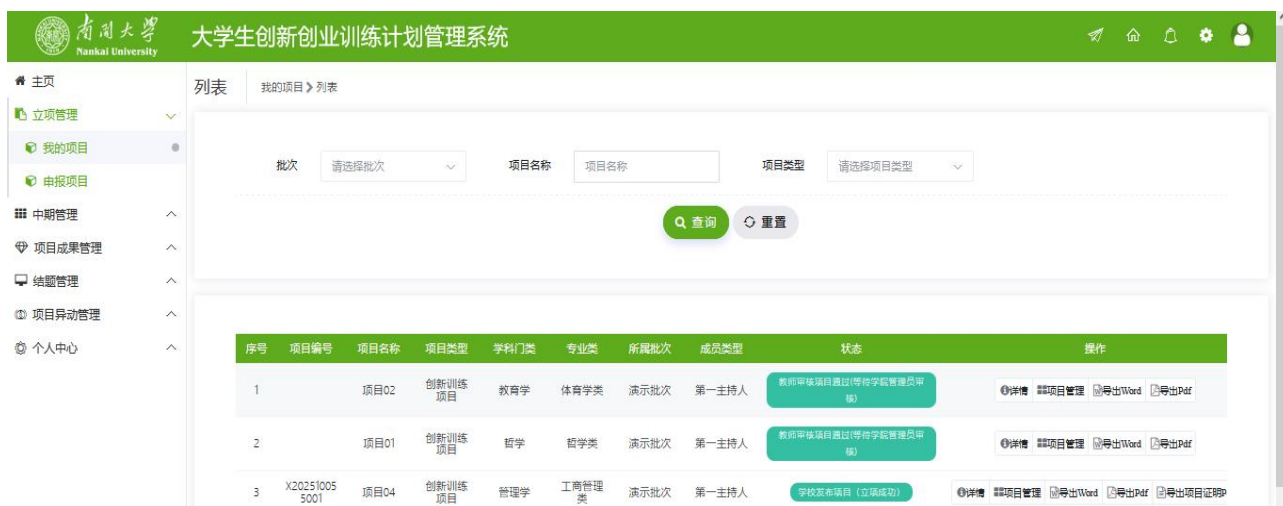 南开大学 大学生创新创业训练计划管理系统
Nankai University
主页
列表 我的项目 》 列表
立项管理
我的项目
批次 请选择批次 项目名称 项目名称 项目类型 请选择项目类型
申报项目
中期管理
查询 重置
项目成果管理
结题管理
项目异动管理
个人中心
序号 项目编号 项目名称 项目类型 学科门类 专业类 所属批次 成员类型 状态 操作
1 项目02 创新训练项目 教育学 体育学类 演示批次 第一主持人 教师审核项目通过(等待学院管理员审核) 详情 项目管理 导出Word 导出Pdf
2 项目01 创新训练项目 哲学 哲学类 演示批次 第一主持人 教师审核项目通过(等待学院管理员审核) 详情 项目管理 导出Word 导出Pdf
3 X202510055001 项目04 创新训练项目 管理学 工商管理类 演示批次 第一主持人 学校发布项目（立项成功） 详情 项目管理 导出Word 导出Pdf 导出项目证明P